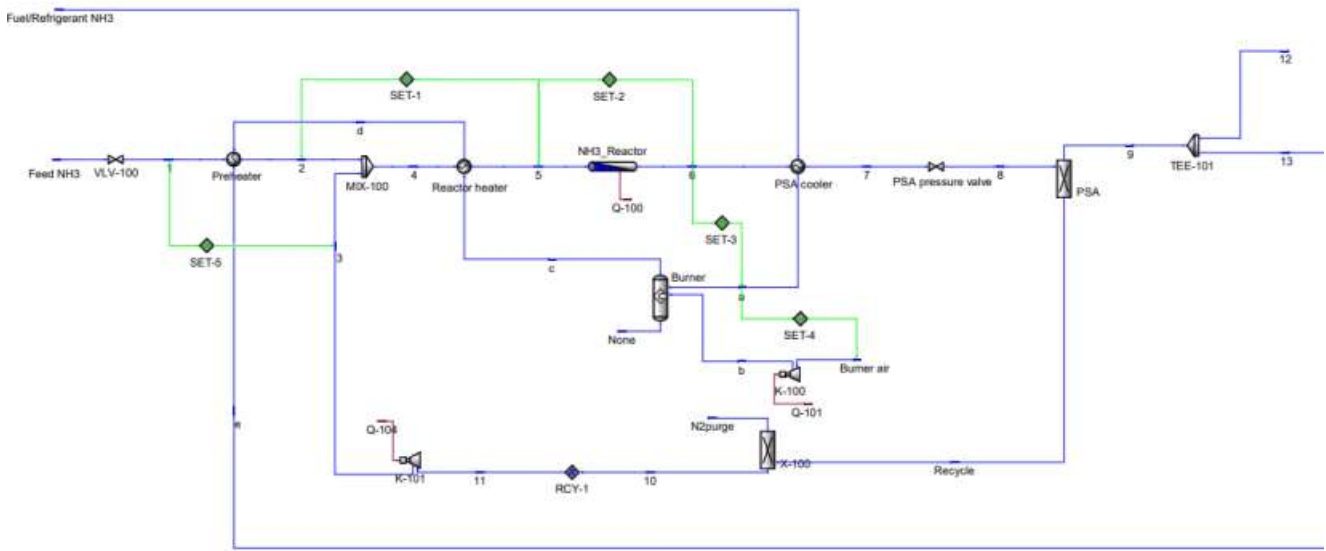 Fuel/Refrigerant NH3
12
SET-1
SET-2
d
9
TEE-101
13
Feed NH3
VLV-100
1
Preheater
2
MIX-100
4
Reactor heater
5
NH3_Reactor
6
PSA cooler
7
PSA pressure valve
8
PSA
Q-100
SET-3
SET-5
3
c
Burner
a
None
SET-4
b
Burner air
K-100
Q-101
e
Q-104
K-101
11
RCY-1
10
N2purge
X-100
Recycle